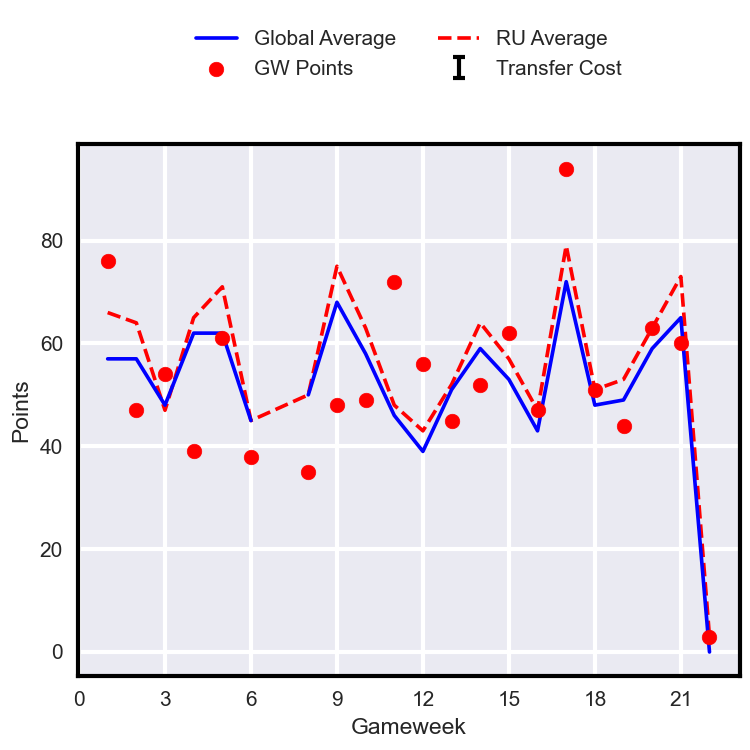 Global Average
RU Average
GW Points
Transfer Cost
80
60
40
20
0
Points
0 3 6 9 12 15 18 21
Gameweek